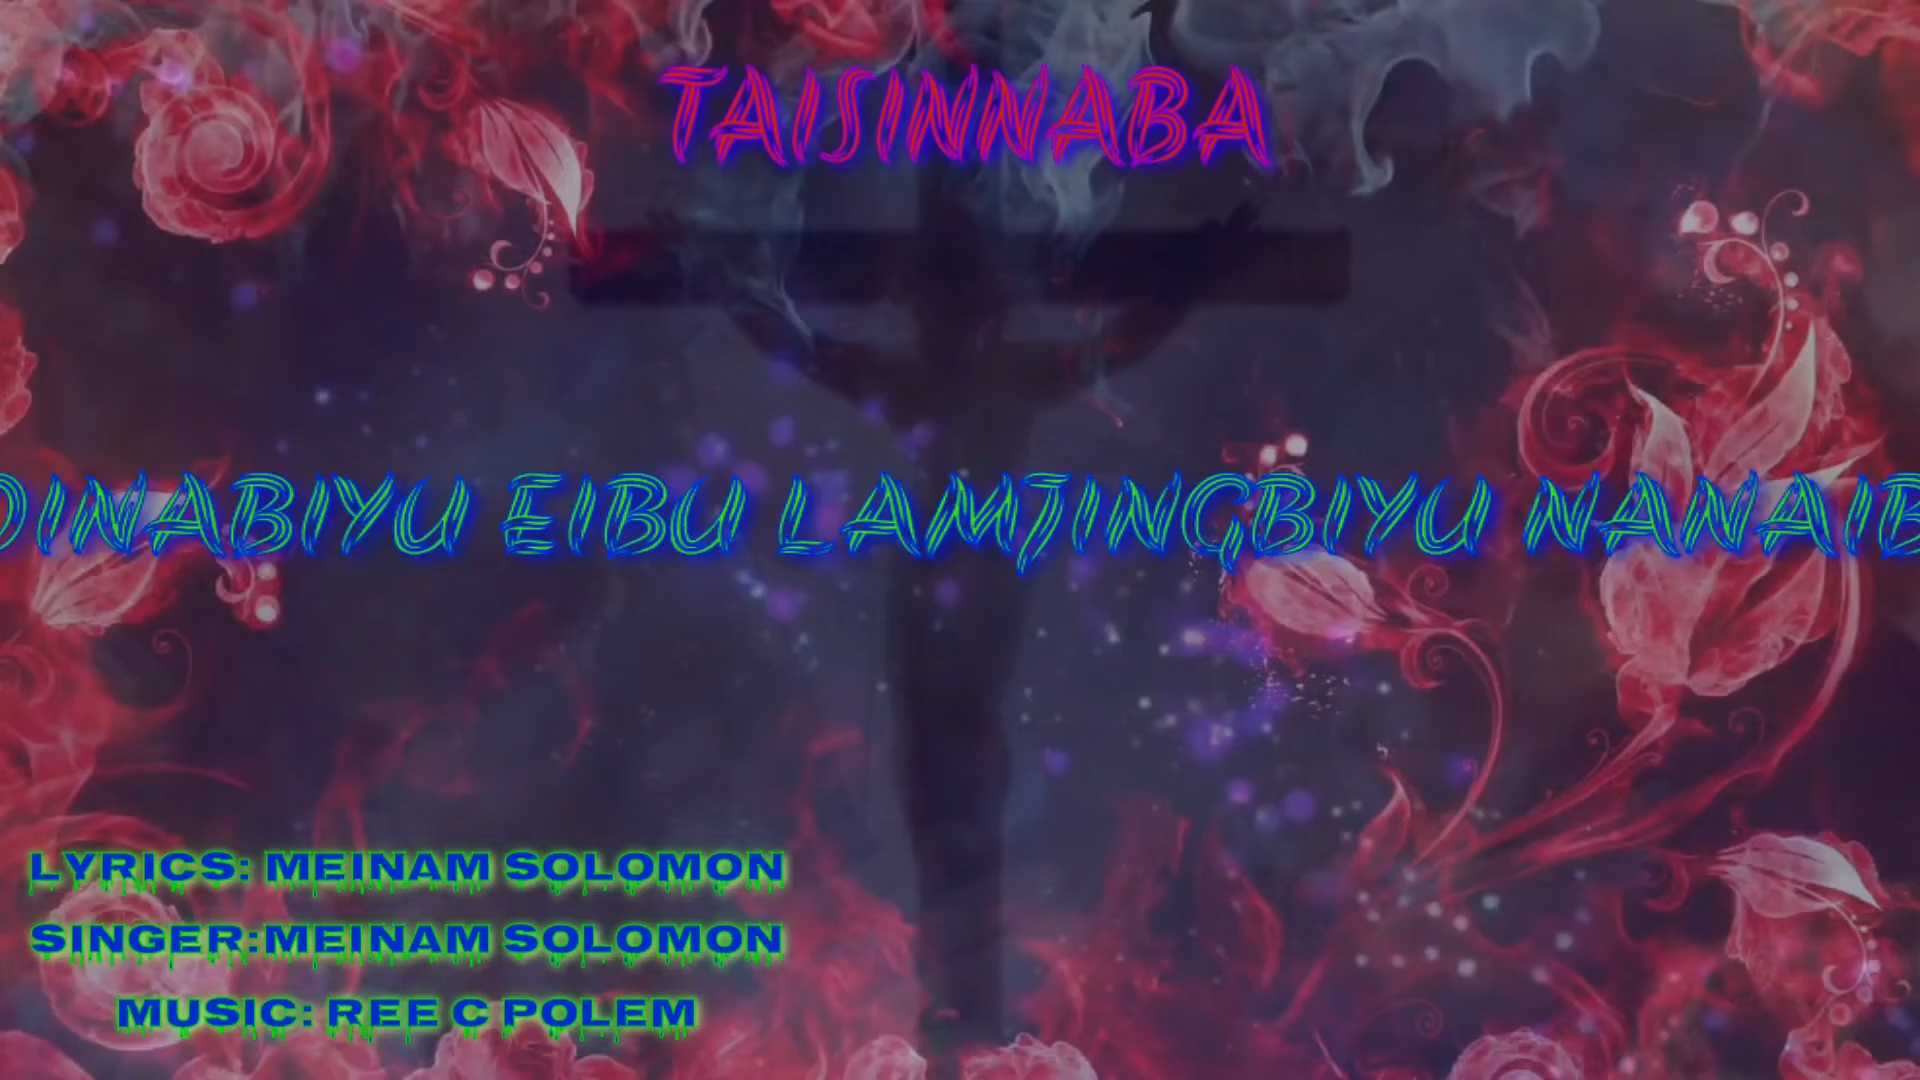 TAISINNABA
DINABIYU EIBU LAMJINGBIYU NANAIB
LYRICS: MEINAM SOLOMON
SINGER:MEINAM SOLOMON
MUSIC: REE C POLEM